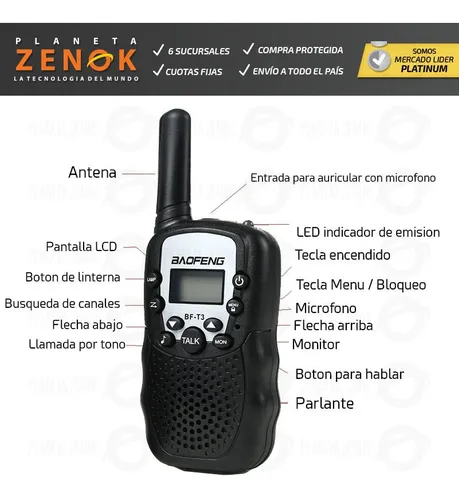 PLANETA
ZENOK
LA TECNOLOGIA DEL MUNDO
6 SUCURSALES
COMPRA PROTEGIDA
CUOTAS FIJAS
ENVÍO A TODO EL PAÍS
SOMOS
MERCADO LIDER
PLATINUM
Antena
Entrada para auricular con microfono
LED indicador de emision
Pantalla LCD
Tecla encendido
Boton de linterna
Tecla Menu / Bloqueo
Busqueda de canales
Microfono
Flecha abajo
Flecha arriba
Llamada por tono
Monitor
Boton para hablar
Parlante
BAOFENG
LAMP
MENU
BF-T3
TALK
MON